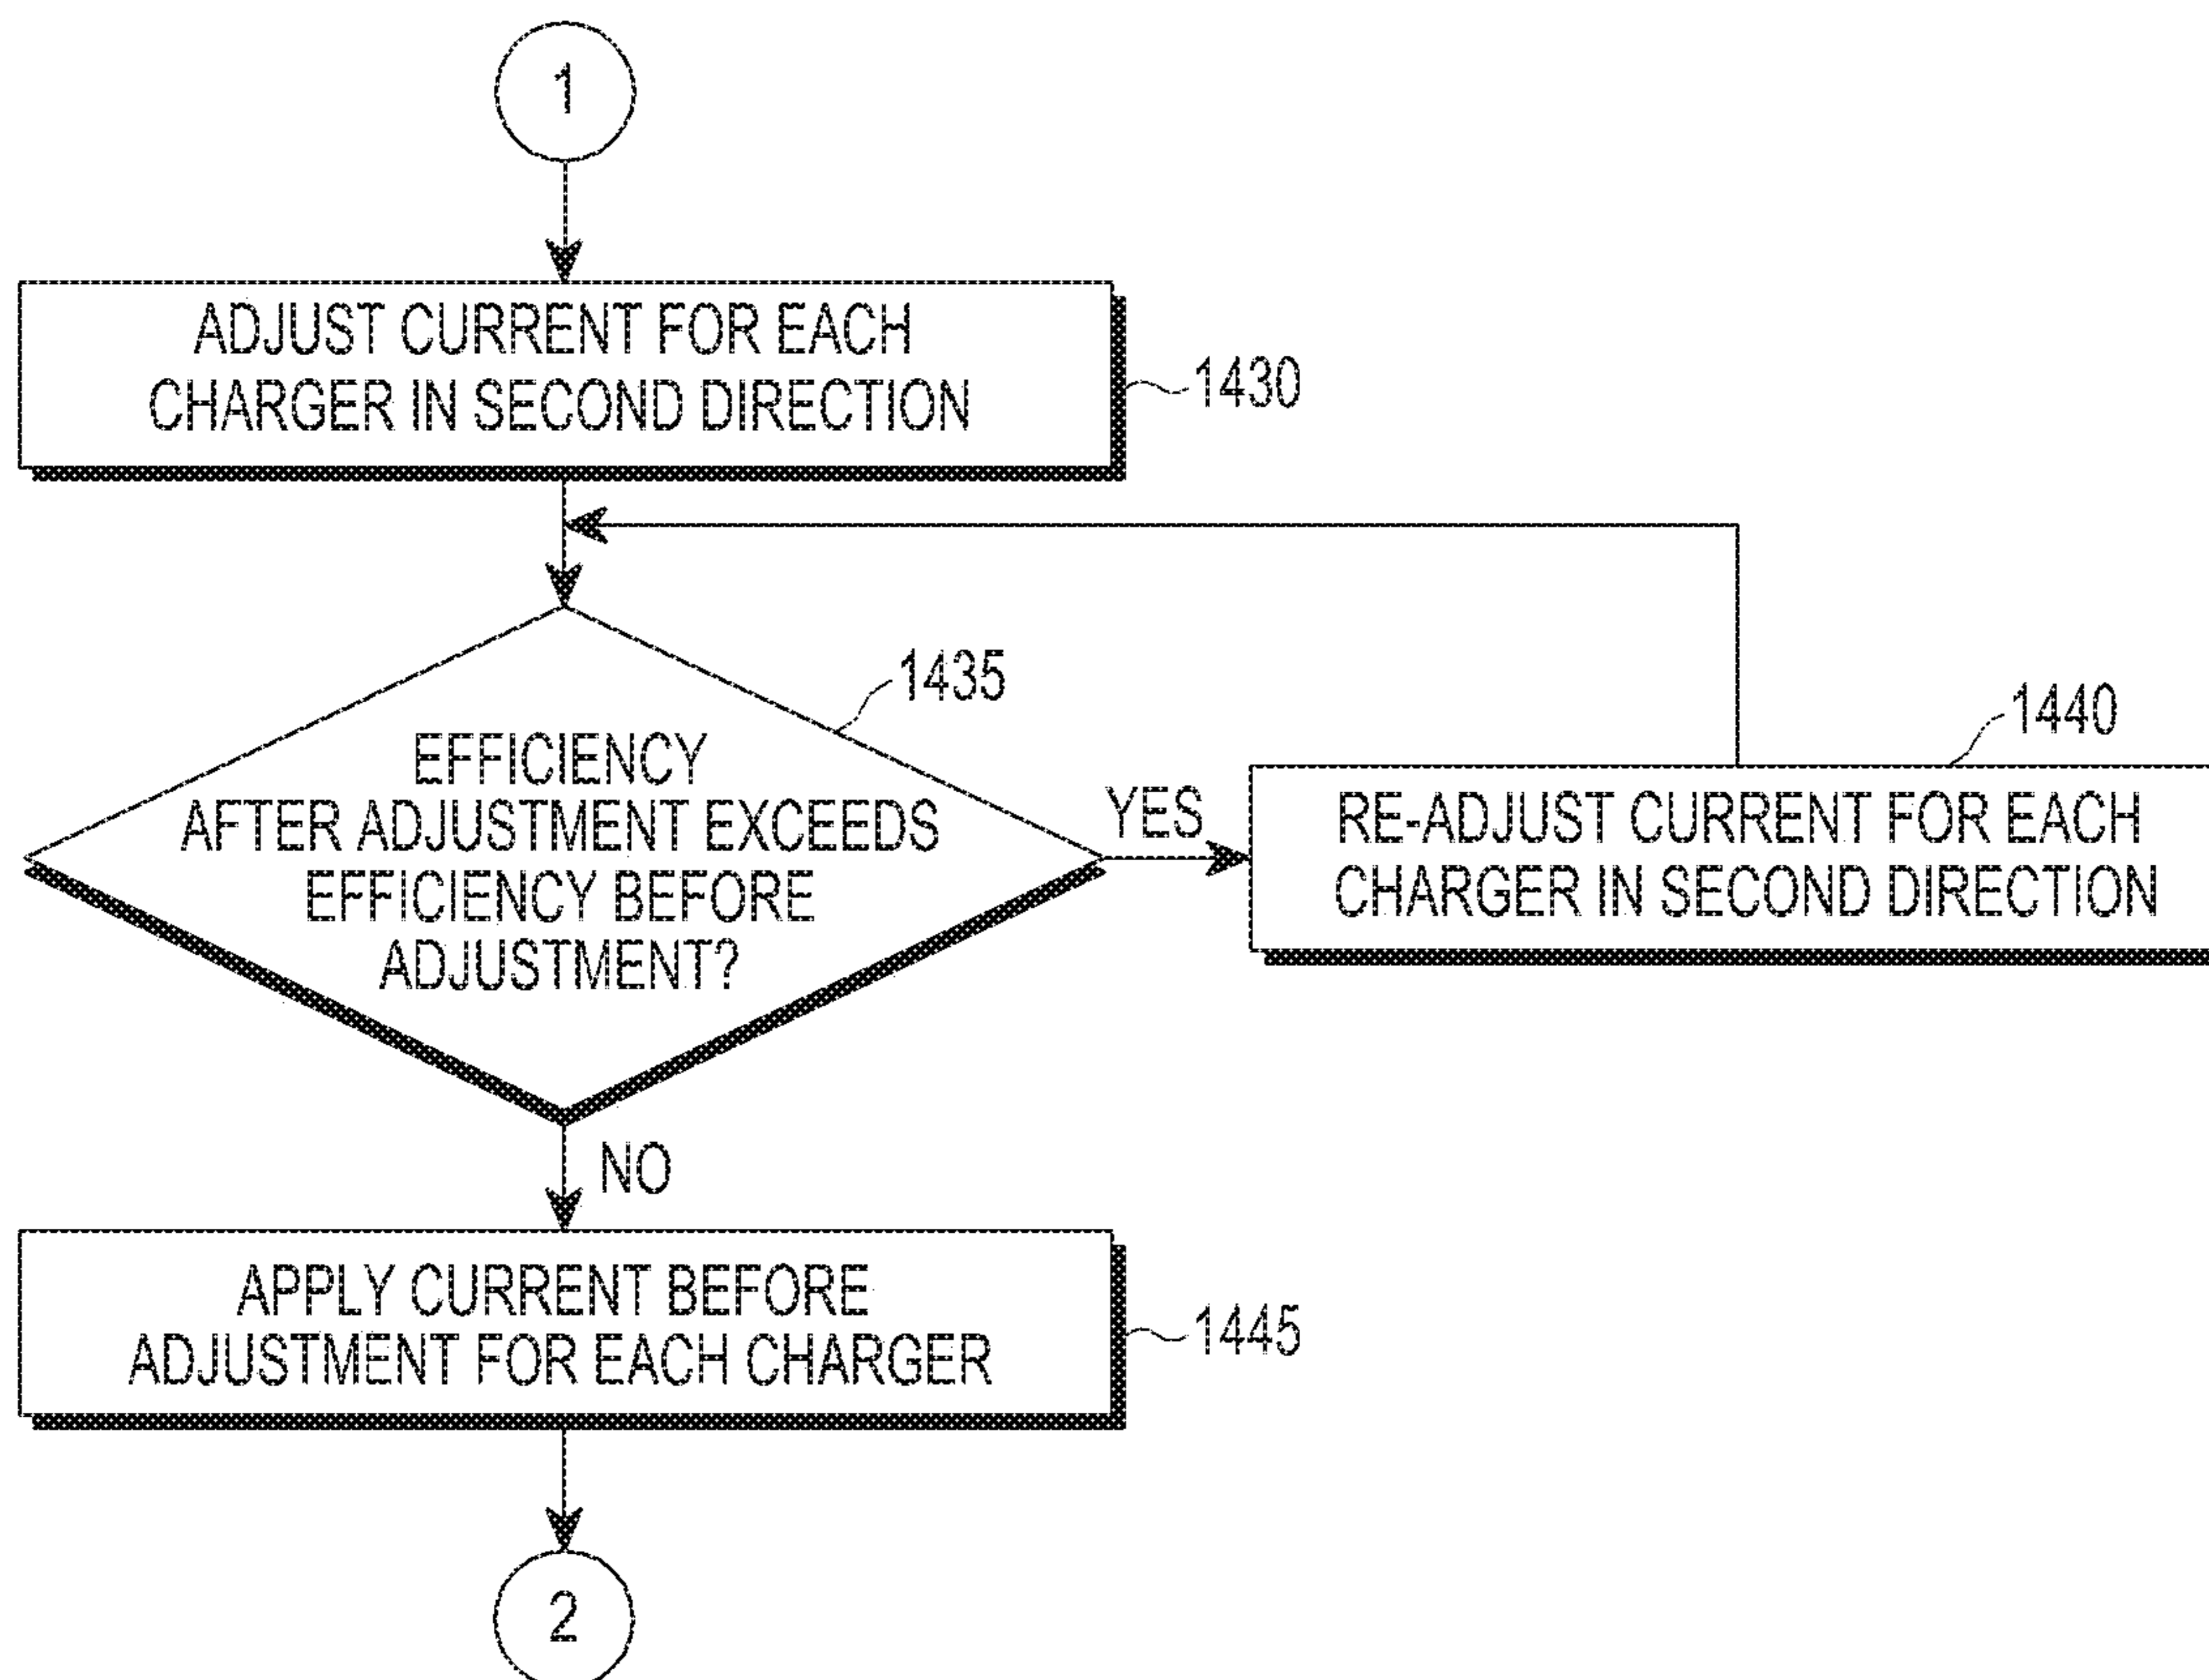 1
ADJUST CURRENT FOR EACH
CHARGER IN SECOND DIRECTION
1430
1435
EFFICIENCY
AFTER ADJUSTMENT EXCEEDS
EFFICIENCY BEFORE
ADJUSTMENT?
YES
1440
RE-ADJUST CURRENT FOR EACH
CHARGER IN SECOND DIRECTION
NO
APPLY CURRENT BEFORE
ADJUSTMENT FOR EACH CHARGER
1445
2